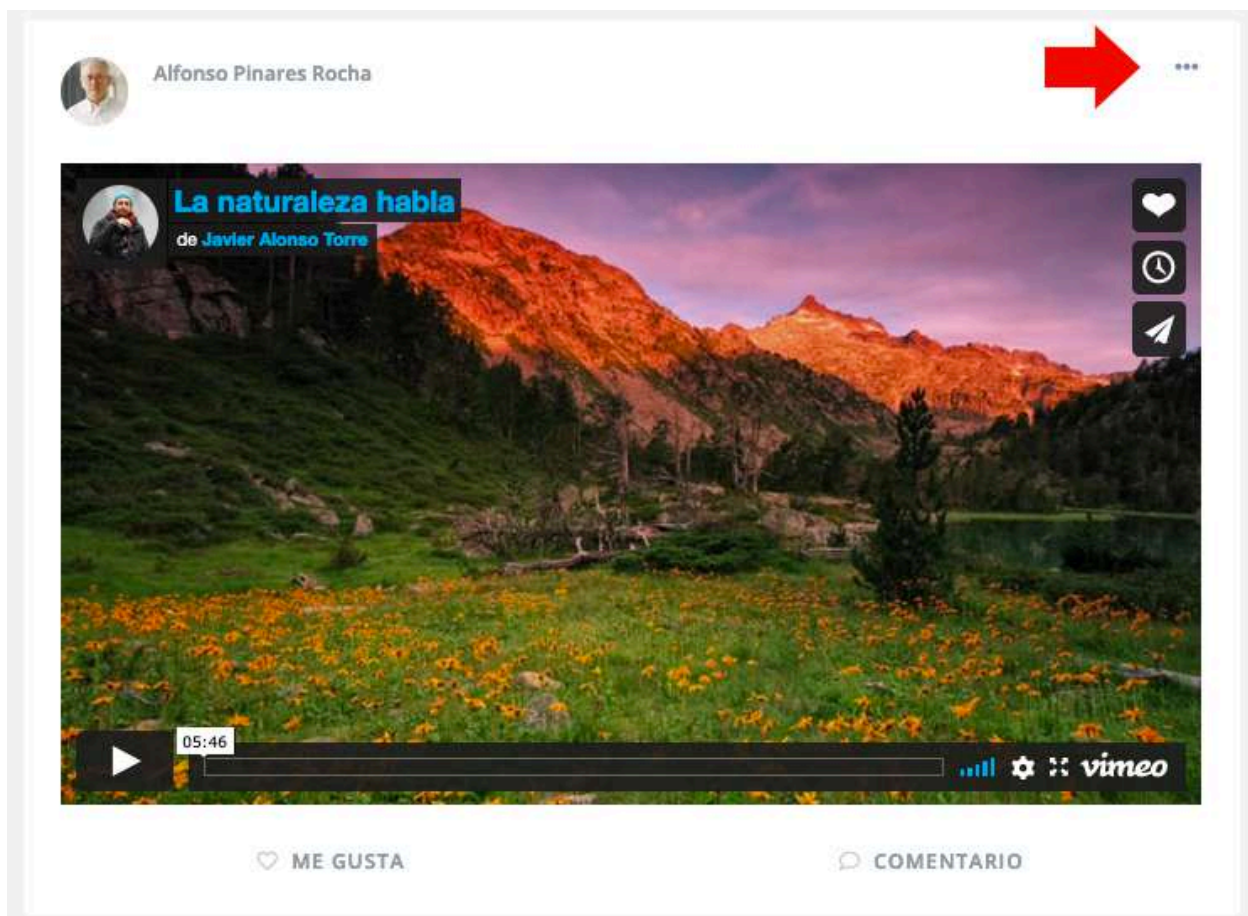 Alfonso Pinares Rocha
La naturaleza habla
de Javier Alonso Torre
05:46
vimeo
ME GUSTA
COMENTARIO